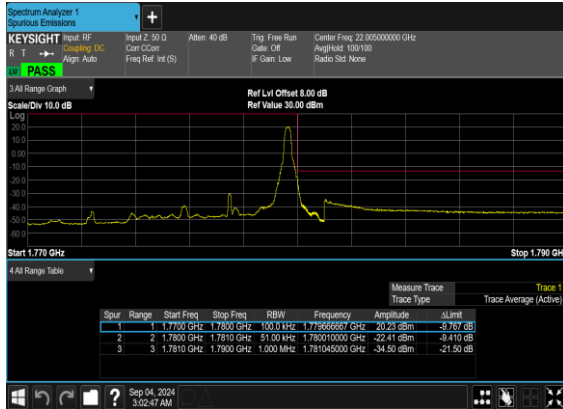 Spectrum Analyzer 1
Spurious Emissions
KEYSIGHT Input: RF Input Z: 50 Ω Atten: 40 dB Trig: Free Run Center Freq: 22.005000000 GHz
R T Coupling: DC Corr CCorr Gate: Off Avg|Hold: 100/100
Align: Auto Freq Ref: Int (S) IF Gain: Low Radio Std: None
LXI PASS
3 All Range Graph
Ref Lvl Offset 8.00 dB
Scale/Div 10.0 dB Ref Value 30.00 dBm
Log
20.0
10.0
0.00
-10.0
-20.0
-30.0
-40.0
-50.0
-60.0
Start 1.770 GHz Stop 1.790 GH
4 All Range Table
Measure Trace Trace 1
Trace Type Trace Average (Active)
Spur Range Start Freq Stop Freq RBW Frequency Amplitude ΔLimit
1 1 1.7700 GHz 1.7800 GHz 100.0 kHz 1.779666667 GHz 20.23 dBm -9.767 dB
2 2 1.7800 GHz 1.7810 GHz 51.00 kHz 1.780010000 GHz -22.41 dBm -9.410 dB
3 3 1.7810 GHz 1.7900 GHz 1.000 MHz 1.781045000 GHz -34.50 dBm -21.50 dB
Sep 04, 2024
3:02:47 AM